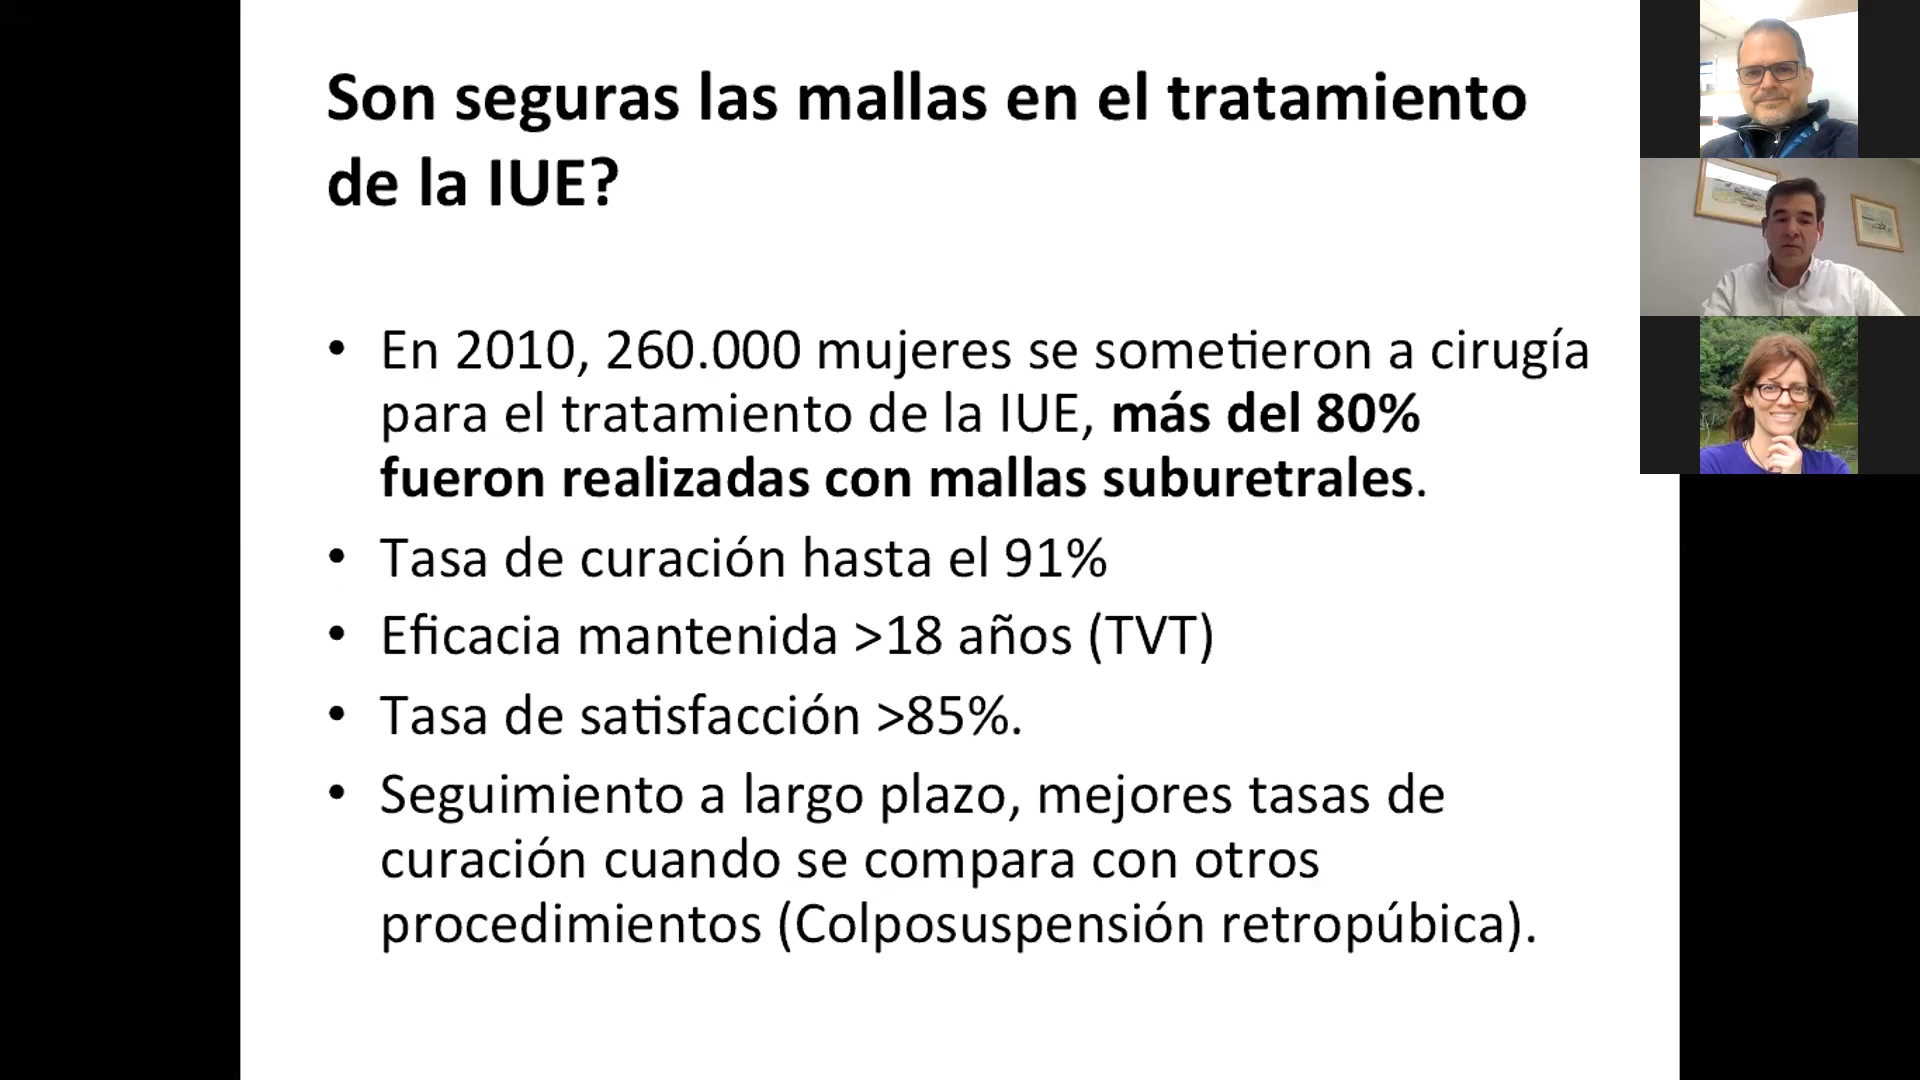 Son seguras las mallas en el tratamiento
de la IUE?
• En 2010, 260.000 mujeres se sometieron a cirugía
para el tratamiento de la IUE, más del 80%
fueron realizadas con mallas suburetrales.
• Tasa de curación hasta el 91%
• Eficacia mantenida >18 años (TVT)
• Tasa de satisfacción >85%.
• Seguimiento a largo plazo, mejores tasas de
curación cuando se compara con otros
procedimientos (Colposuspensión retropúbica).